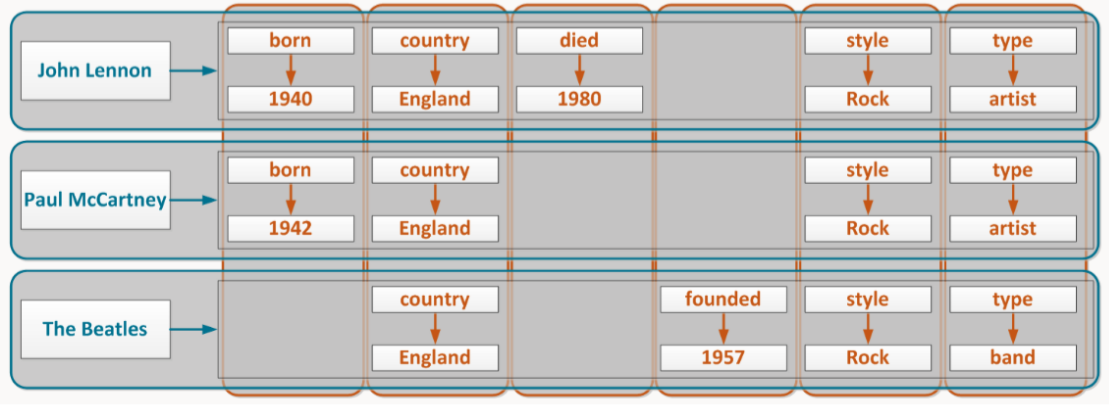 born country died style type
John Lennon
1940 England 1980 Rock artist
born country style type
Paul McCartney
1942 England Rock artist
country founded style type
The Beatles
England 1957 Rock band